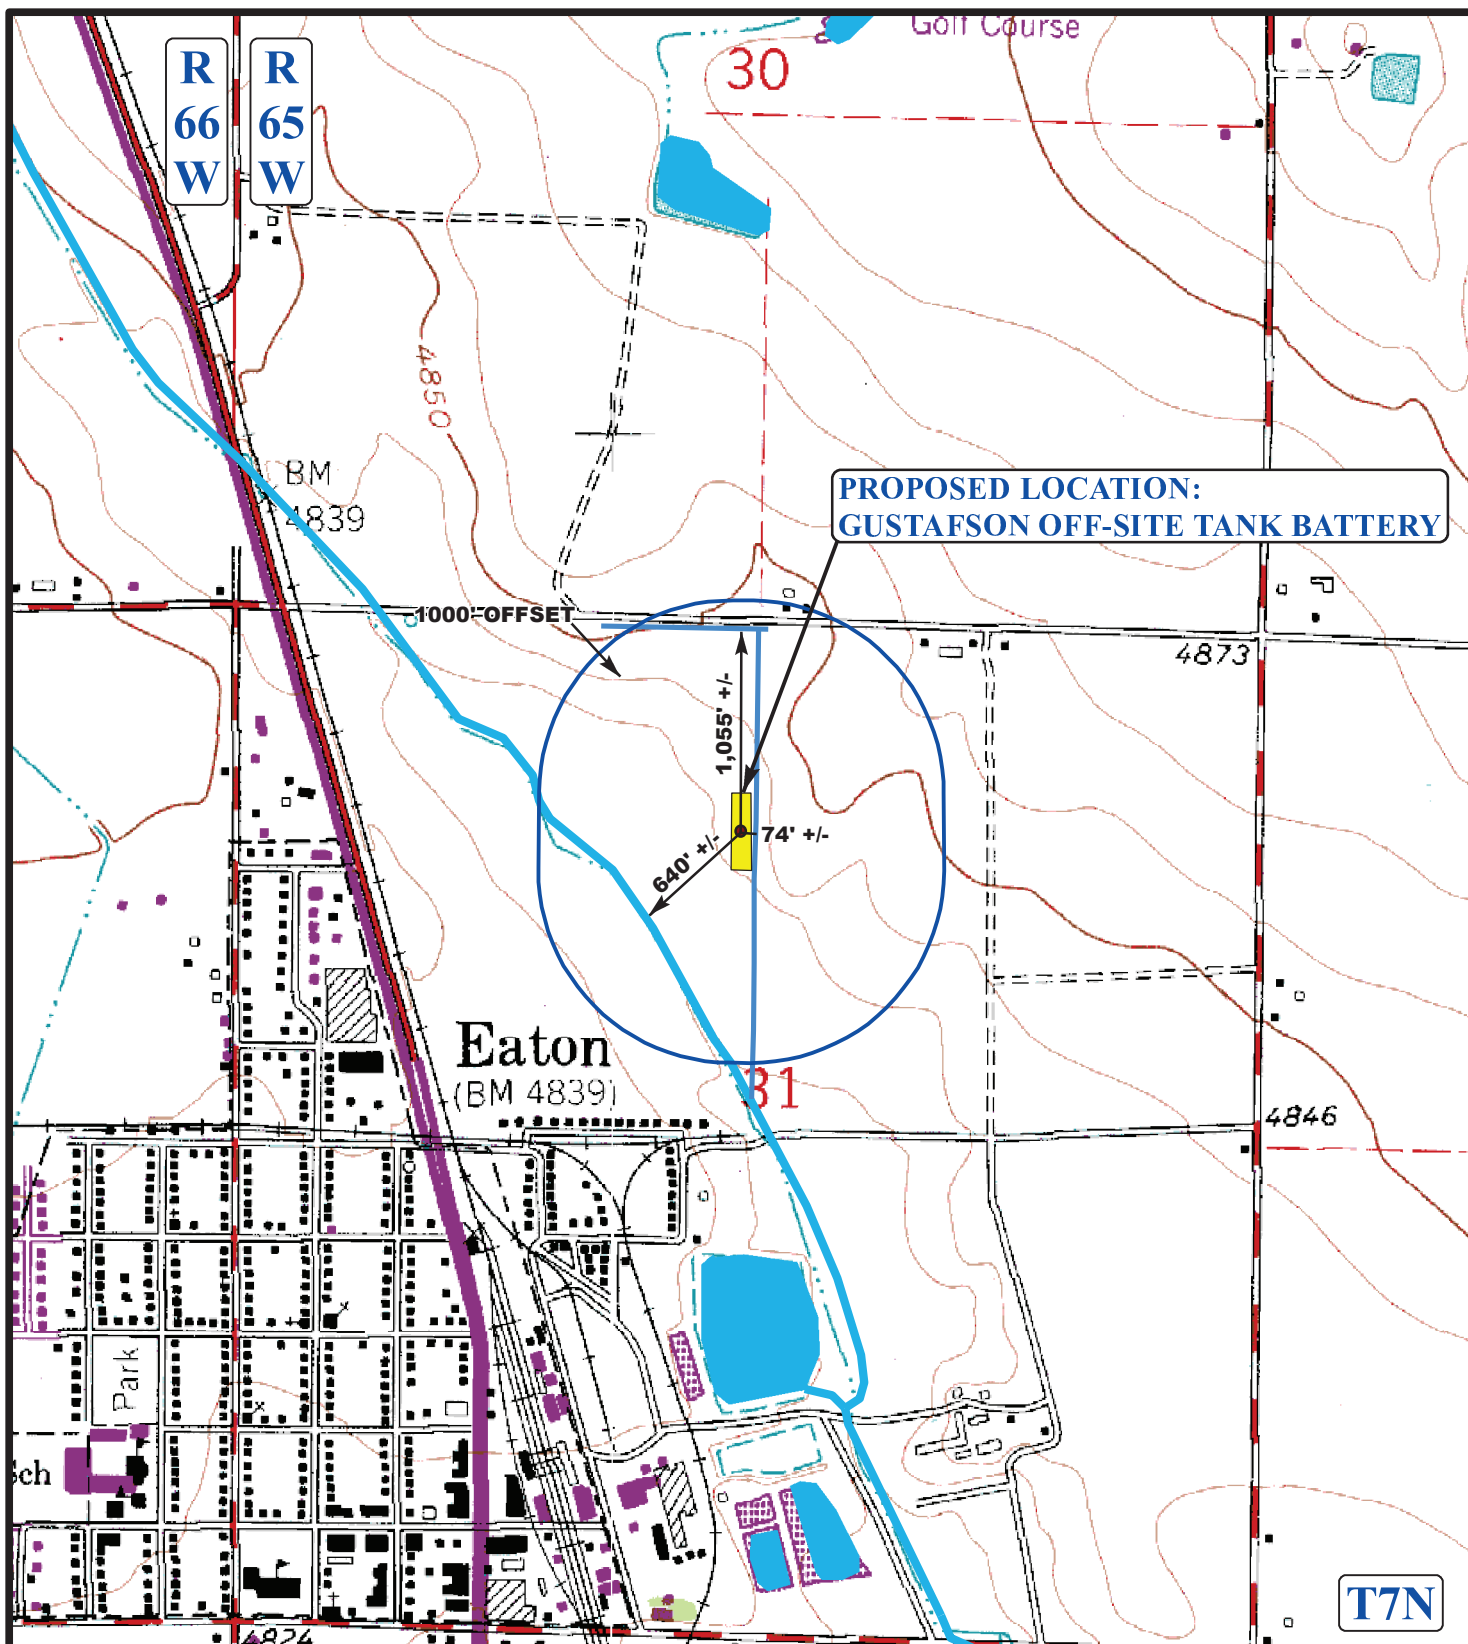 Golf Course
30
R
66
W
R
65
W
4850
BM
4839
PROPOSED LOCATION:
GUSTAFSON OFF-SITE TANK BATTERY
1000' OFFSET
4873
1,055' +/-
74' +/-
640' +/-
Eaton
(BM 4839)
31
4846
Park
Sch
T7N
4824